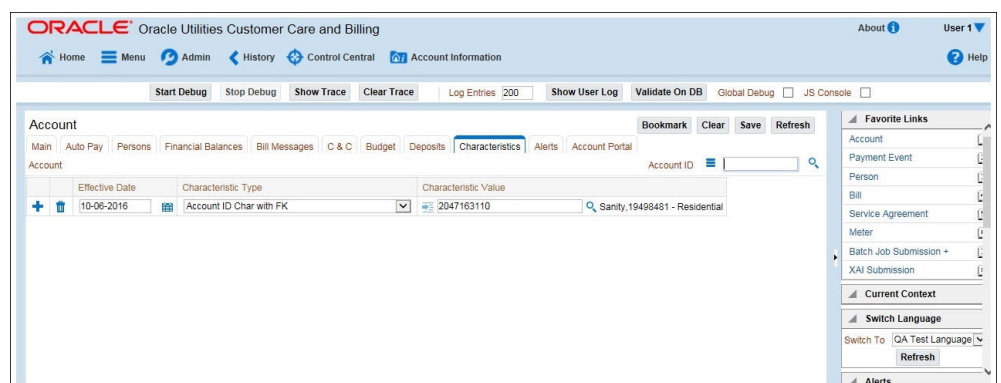 ORACLE® Oracle Utilities Customer Care and Billing About User 1
Home Menu Admin History Control Central Account Information Help
Start Debug Stop Debug Show Trace Clear Trace Log Entries 200 Show User Log Validate On DB Global Debug JS Console
Account Bookmark Clear Save Refresh
Main Auto Pay Persons Financial Balances Bill Messages C & C Budget Deposits Characteristics Alerts Account Portal
Account Account ID
Effective Date Characteristic Type Characteristic Value
10-06-2016 Account ID Char with FK 2047163110 Sanity,19498481 - Residential
Favorite Links
Account
Payment Event
Person
Bill
Service Agreement
Meter
Batch Job Submission +
XAI Submission
Current Context
Switch Language
Switch To QA Test Language
Refresh
Alerts